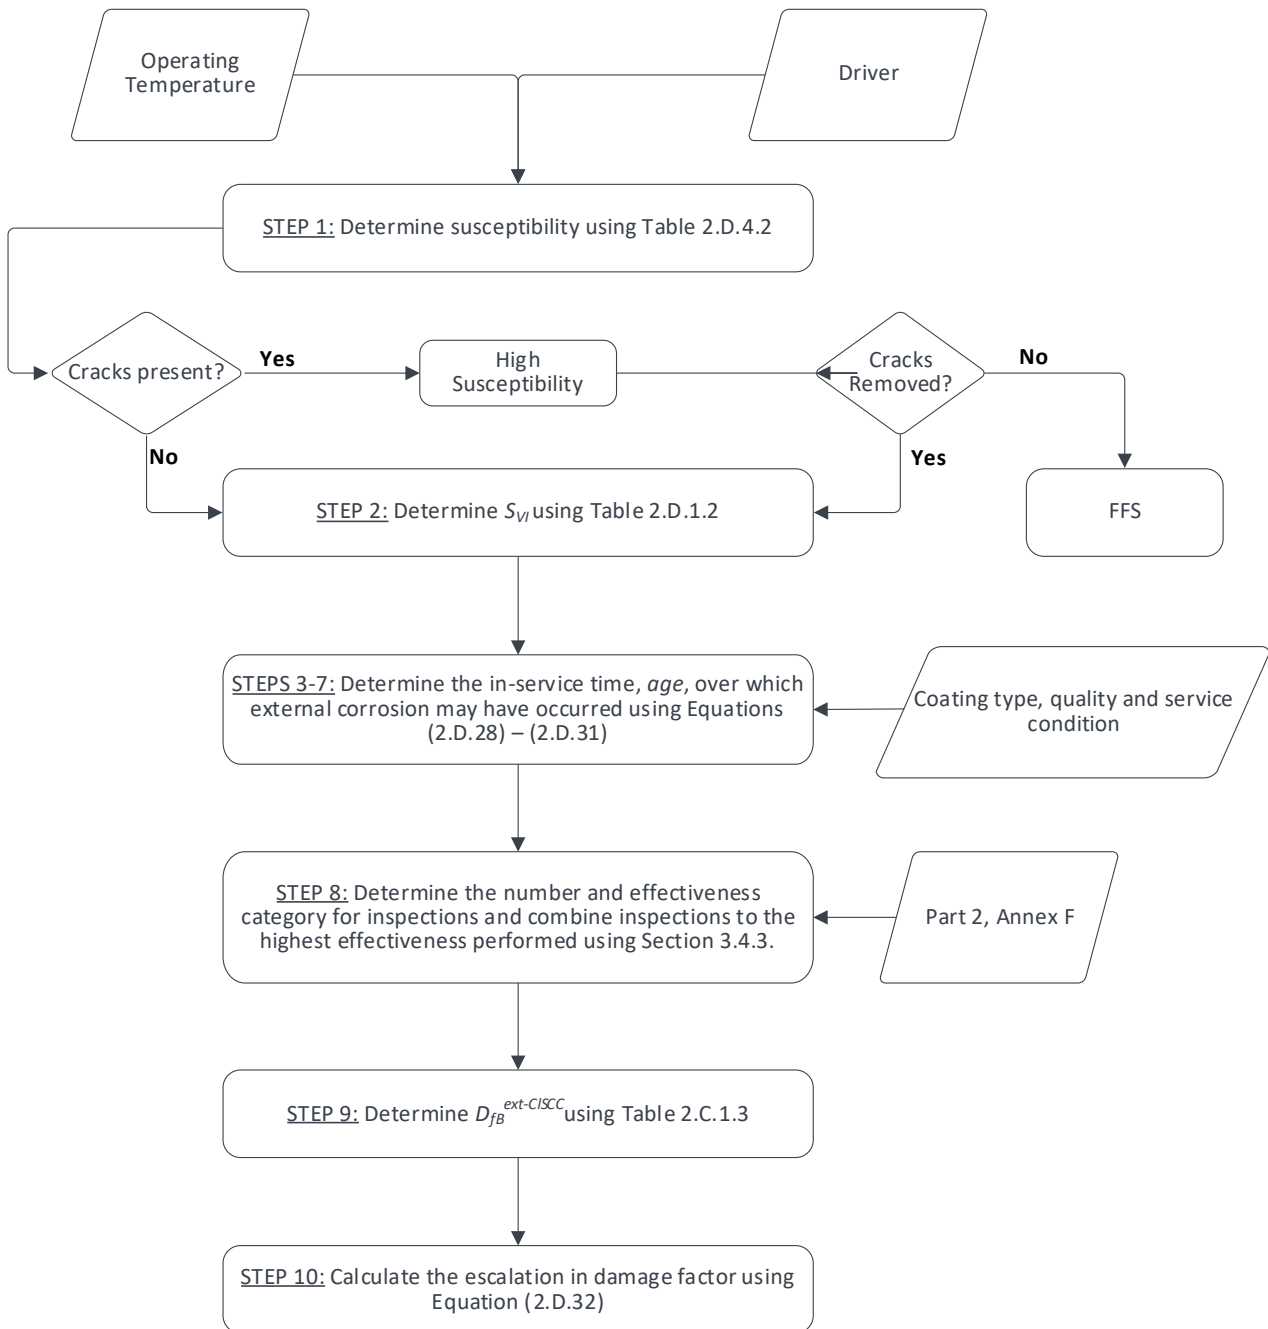 Operating
Temperature
Driver
STEP 1: Determine susceptibility using Table 2.D.4.2
Cracks present?
Yes
High
Susceptibility
Cracks
Removed?
No
No
Yes
STEP 2: Determine SVI using Table 2.D.1.2
FFS
STEPS 3-7: Determine the in-service time, age, over which
external corrosion may have occurred using Equations
(2.D.28) – (2.D.31)
Coating type, quality and service
condition
STEP 8: Determine the number and effectiveness
category for inspections and combine inspections to the
highest effectiveness performed using Section 3.4.3.
Part 2, Annex F
STEP 9: Determine DfB ext-ClSCC using Table 2.C.1.3
STEP 10: Calculate the escalation in damage factor using
Equation (2.D.32)